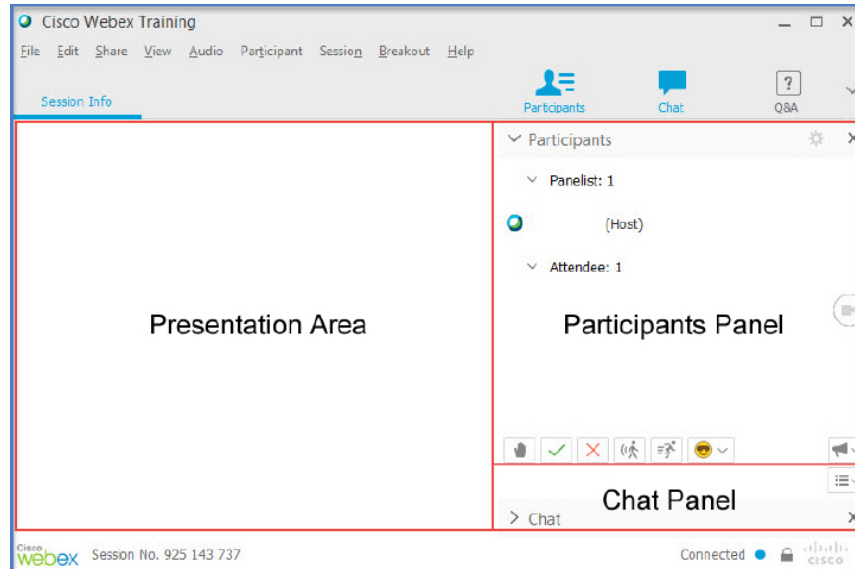 Cisco Webex Training
File Edit Share View Audio Participant Session Breakout Help
Session Info
Participants Chat Q&A
Participants
Panelist: 1
(Host)
Attendee: 1
Presentation Area
Participants Panel
Chat Panel
Chat
Cisco webex Session No. 925 143 737
Connected
CISCO